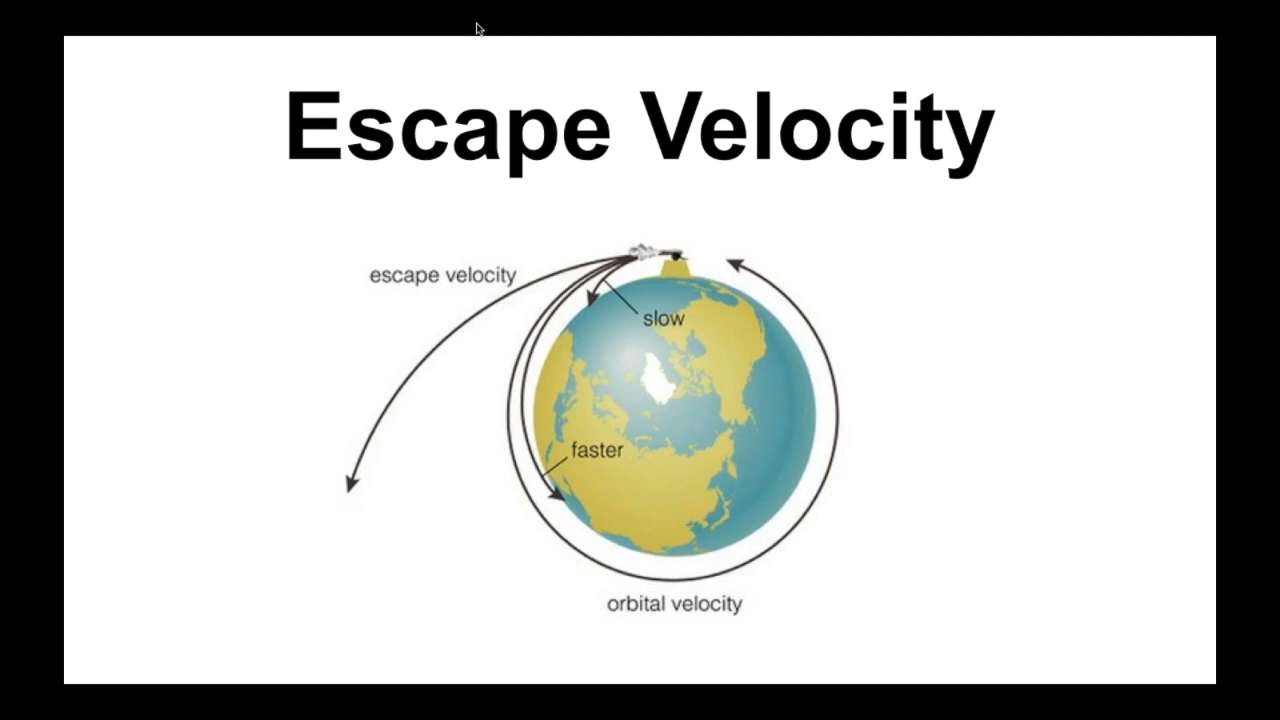 Escape Velocity
escape velocity
slow
faster
orbital velocity